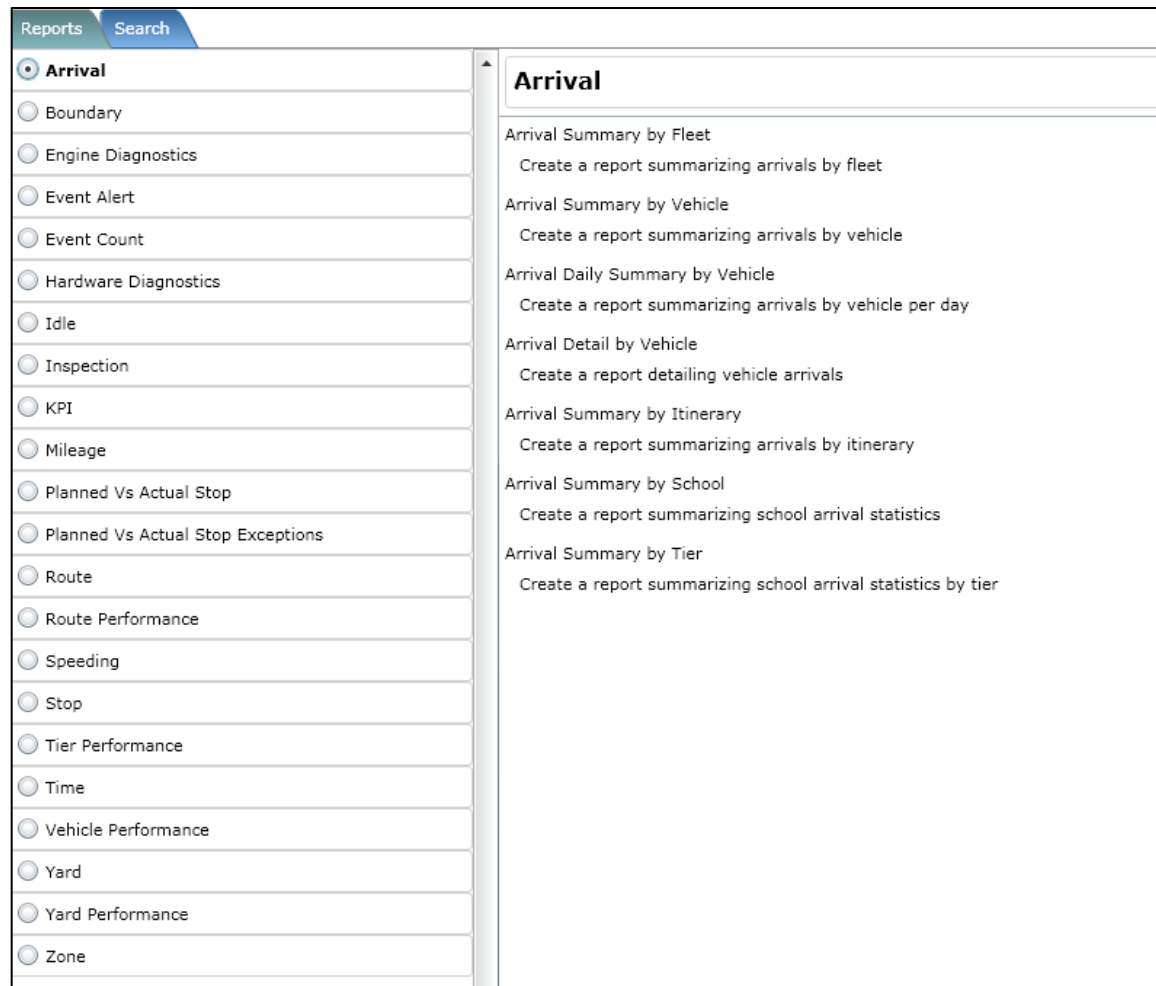 Reports
Search
Arrival
Boundary
Engine Diagnostics
Event Alert
Event Count
Hardware Diagnostics
Idle
Inspection
KPI
Mileage
Planned Vs Actual Stop
Planned Vs Actual Stop Exceptions
Route
Route Performance
Speeding
Stop
Tier Performance
Time
Vehicle Performance
Yard
Yard Performance
Zone
Arrival
Arrival Summary by Fleet
Create a report summarizing arrivals by fleet
Arrival Summary by Vehicle
Create a report summarizing arrivals by vehicle
Arrival Daily Summary by Vehicle
Create a report summarizing arrivals by vehicle per day
Arrival Detail by Vehicle
Create a report detailing vehicle arrivals
Arrival Summary by Itinerary
Create a report summarizing arrivals by itinerary
Arrival Summary by School
Create a report summarizing school arrival statistics
Arrival Summary by Tier
Create a report summarizing school arrival statistics by tier